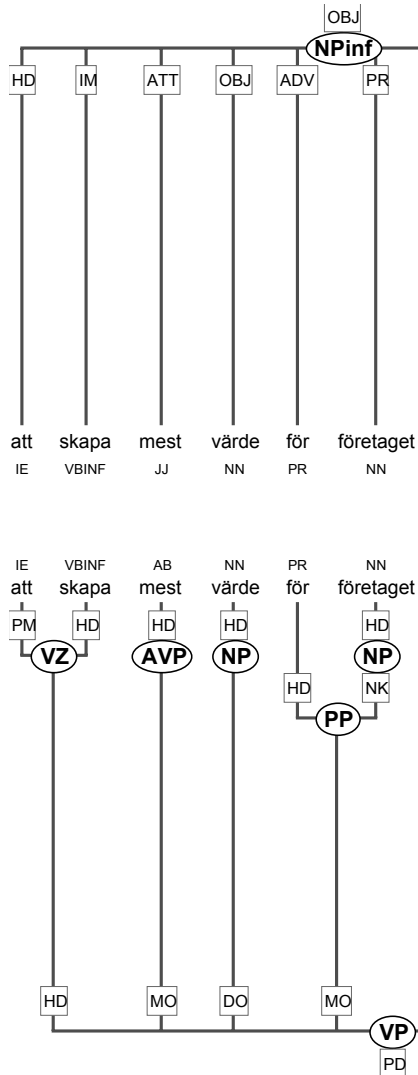 OBJ
NPinf
HD IM ATT OBJ ADV PR
att skapa mest värde för företaget
IE VBINF JJ NN PR NN
IE VBINF AB NN PR NN
att skapa mest värde för företaget
PM HD HD HD HD
VZ AVP NP NP
HD NK
PP
HD MO DO MO
VP
PD